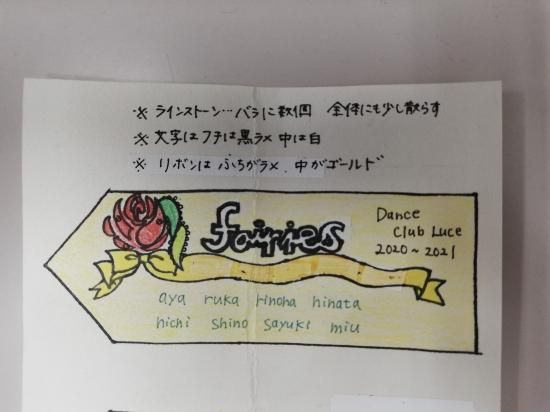 ※ ラインストーン…バラに数個 全体にも少し散らす
※ 文字はフチは黒ラメ 中は白
※ リボンは ふちがラメ、中がゴールド
fairies
Dance
Club Luce
2020~2021
aya ruka rinoha hinata
hichi shino sayuki miu